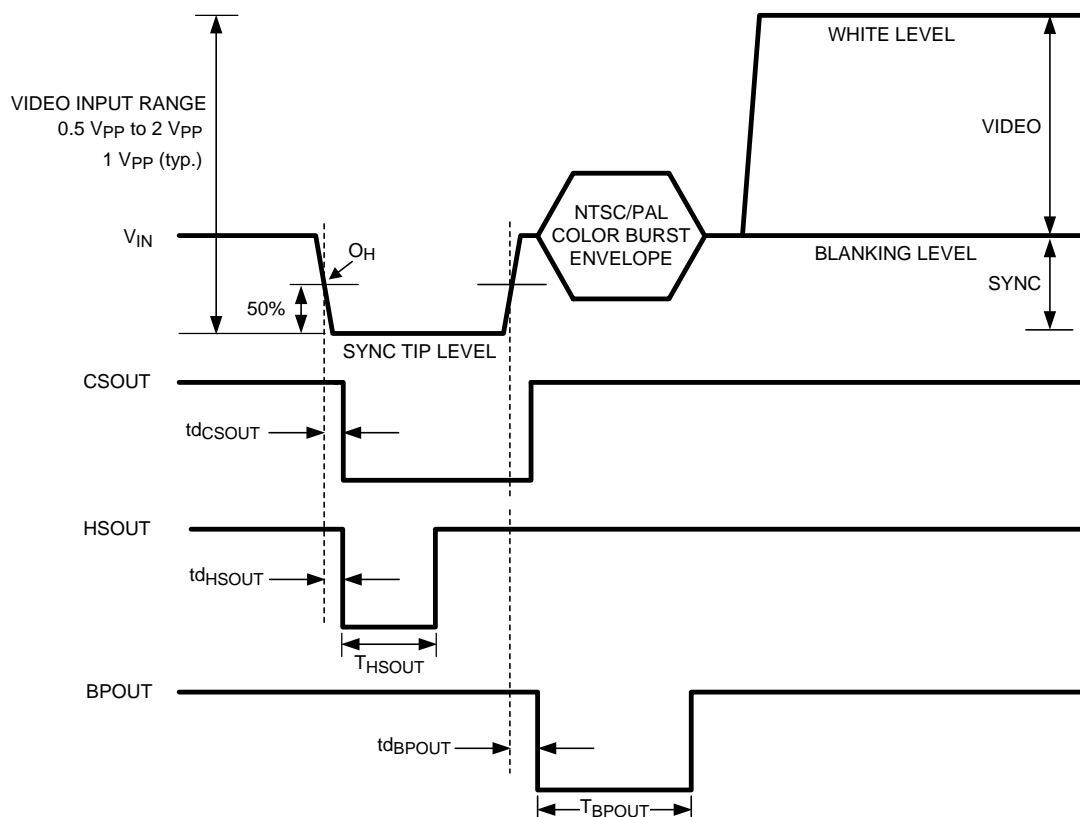 WHITE LEVEL
VIDEO INPUT RANGE
0.5 VPP to 2 VPP
1 VPP (typ.)
VIDEO
NTSC/PAL
COLOR BURST
ENVELOPE
VIN
OH
BLANKING LEVEL
SYNC
50%
SYNC TIP LEVEL
CSOUT
tdCSOUT
HSOUT
tdHSOUT
THSOUT
BPOUT
tdBPOUT
TBPOUT